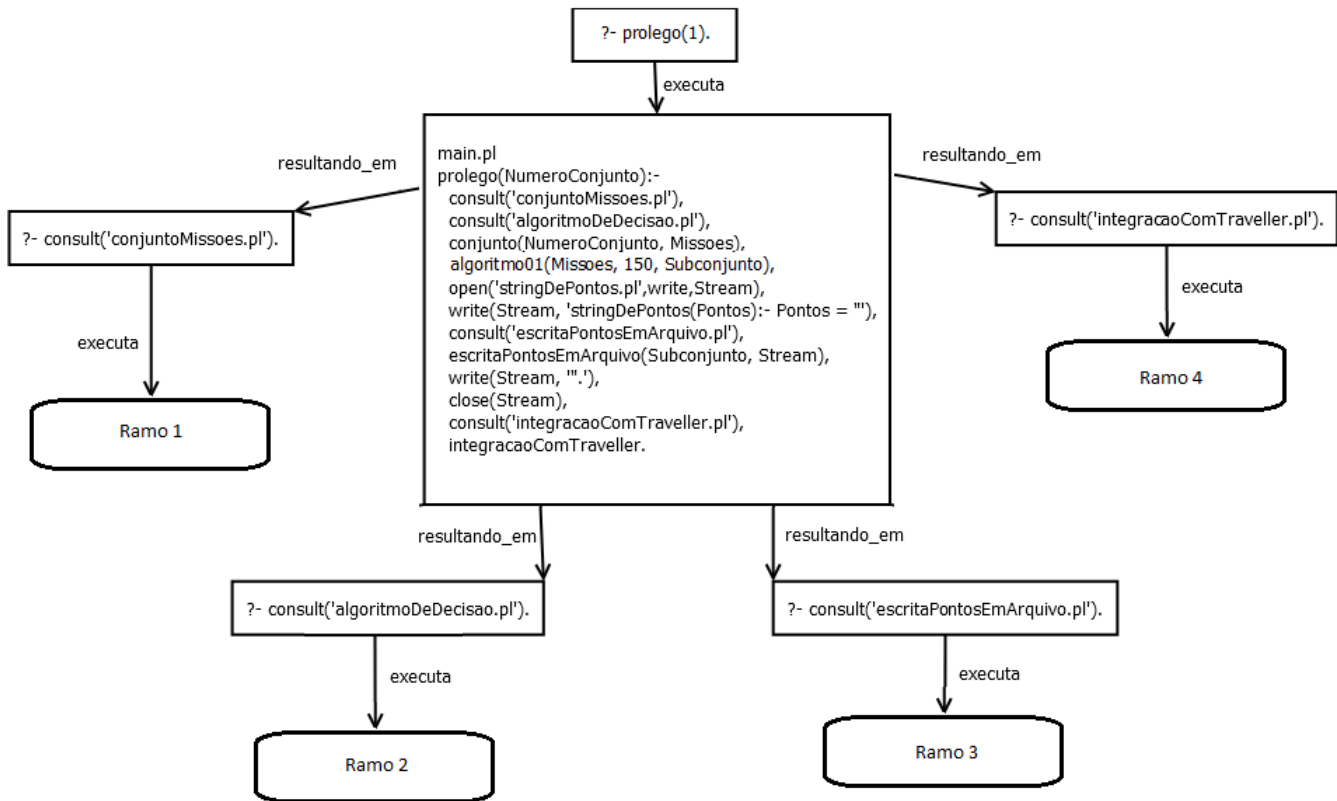 ?- prolego(1).
executa
main.pl
prolego(NumeroConjunto):-
consult('conjuntoMissoes.pl'),
consult('algoritmoDeDecisao.pl'),
conjunto(NumeroConjunto, Missoes),
algoritmo01(Missoes, 150, Subconjunto),
open('stringDePontos.pl',write,Stream),
write(Stream, 'stringDePontos(Pontos):- Pontos = "'),
consult('escritaPontosEmArquivo.pl'),
escritaPontosEmArquivo(Subconjunto, Stream),
write(Stream, '".'),
close(Stream),
consult('integracaoComTraveller.pl'),
integracaoComTraveller.
resultando_em
?- consult('conjuntoMissoes.pl').
executa
Ramo 1
resultando_em
?- consult('integracaoComTraveller.pl').
executa
Ramo 4
resultando_em
?- consult('algoritmoDeDecisao.pl').
executa
Ramo 2
resultando_em
?- consult('escritaPontosEmArquivo.pl').
executa
Ramo 3